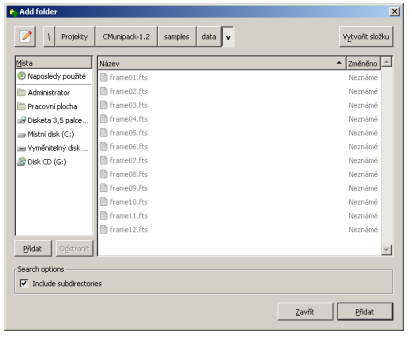 Add folder
\ Projekty CMunipack-1.2 samples data v Vytvořit složku
Místa
Naposledy použité
Administrator
Pracovní plocha
Disketa 3,5 palce...
Místní disk (C:)
Vyměnitelný disk ...
Disk CD (G:)
Název Změněno
frame01.fts Neznámé
frame02.fts Neznámé
frame03.fts Neznámé
frame04.fts Neznámé
frame05.fts Neznámé
frame06.fts Neznámé
frame07.fts Neznámé
frame08.fts Neznámé
frame09.fts Neznámé
frame10.fts Neznámé
frame11.fts Neznámé
frame12.fts Neznámé
Přidat Odstranit
Search options
Include subdirectories
Zavřít Přidat